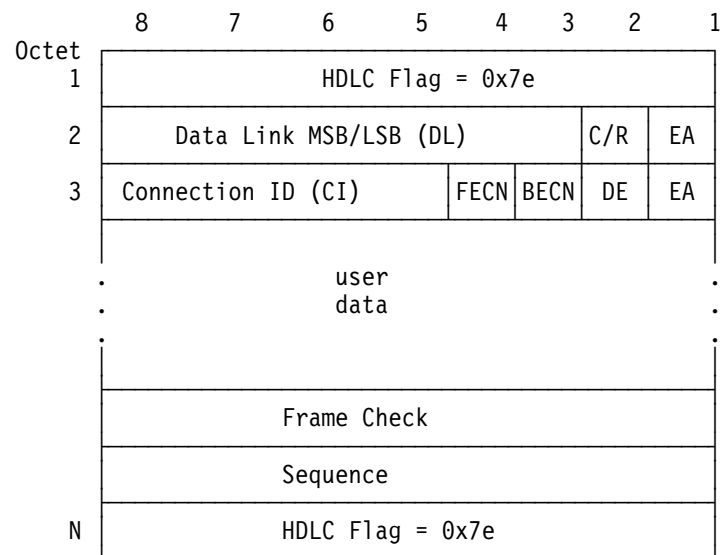 8 7 6 5 4 3 2 1
Octet
1 HDLC Flag = 0x7e
2 Data Link MSB/LSB (DL) C/R EA
3 Connection ID (CI) FECN BECN DE EA
. user .
. data .
. .
Frame Check
Sequence
N HDLC Flag = 0x7e